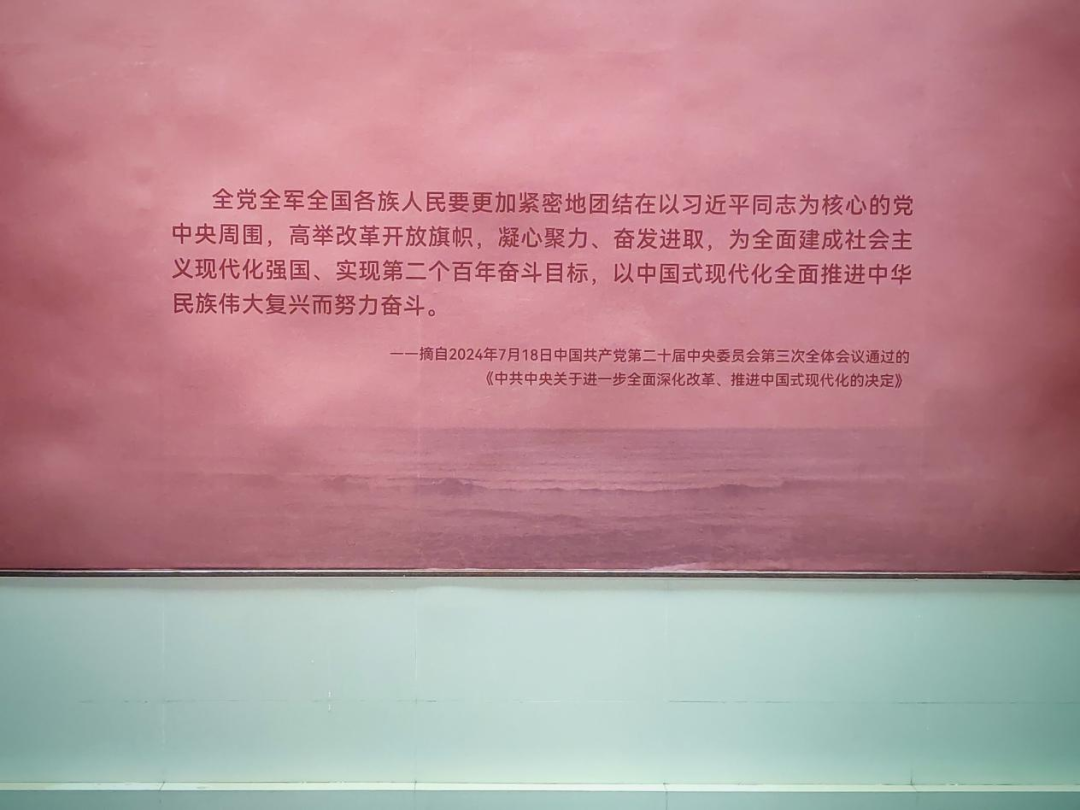 全党全军全国各族人民要更加紧密地团结在以习近平同志为核心的党
中央周围，高举改革开放旗帜，凝心聚力、奋发进取，为全面建成社会主
义现代化强国、实现第二个百年奋斗目标，以中国式现代化全面推进中华
民族伟大复兴而努力奋斗。
——摘自2024年7月18日中国共产党第二十届中央委员会第三次全体会议通过的
《中共中央关于进一步全面深化改革、推进中国式现代化的决定》